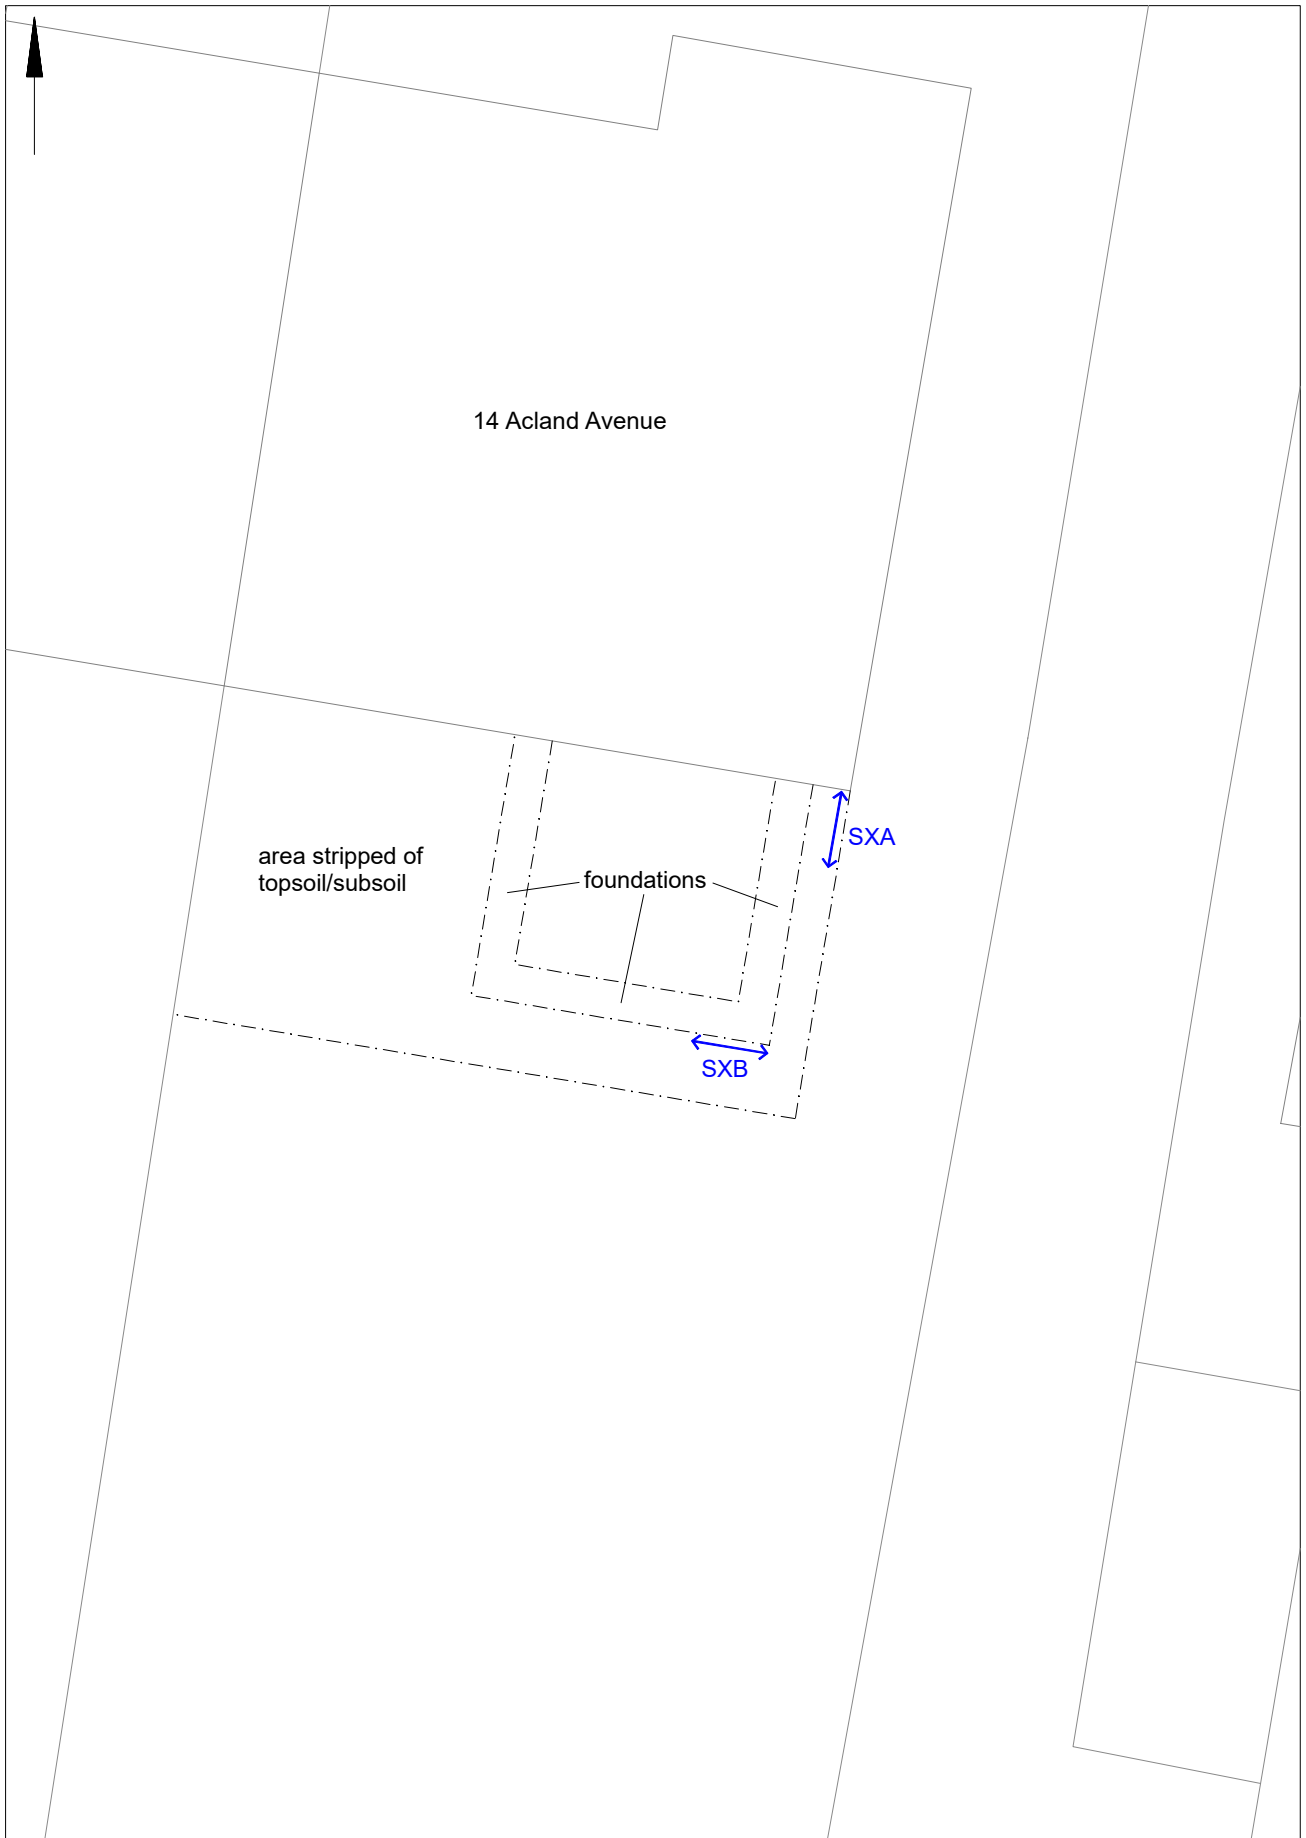 14 Acland Avenue
SXA
area stripped of
topsoil/subsoil
foundations
SXB